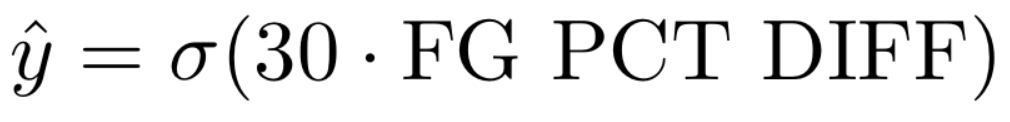 ŷ = σ(30 · FG PCT DIFF)